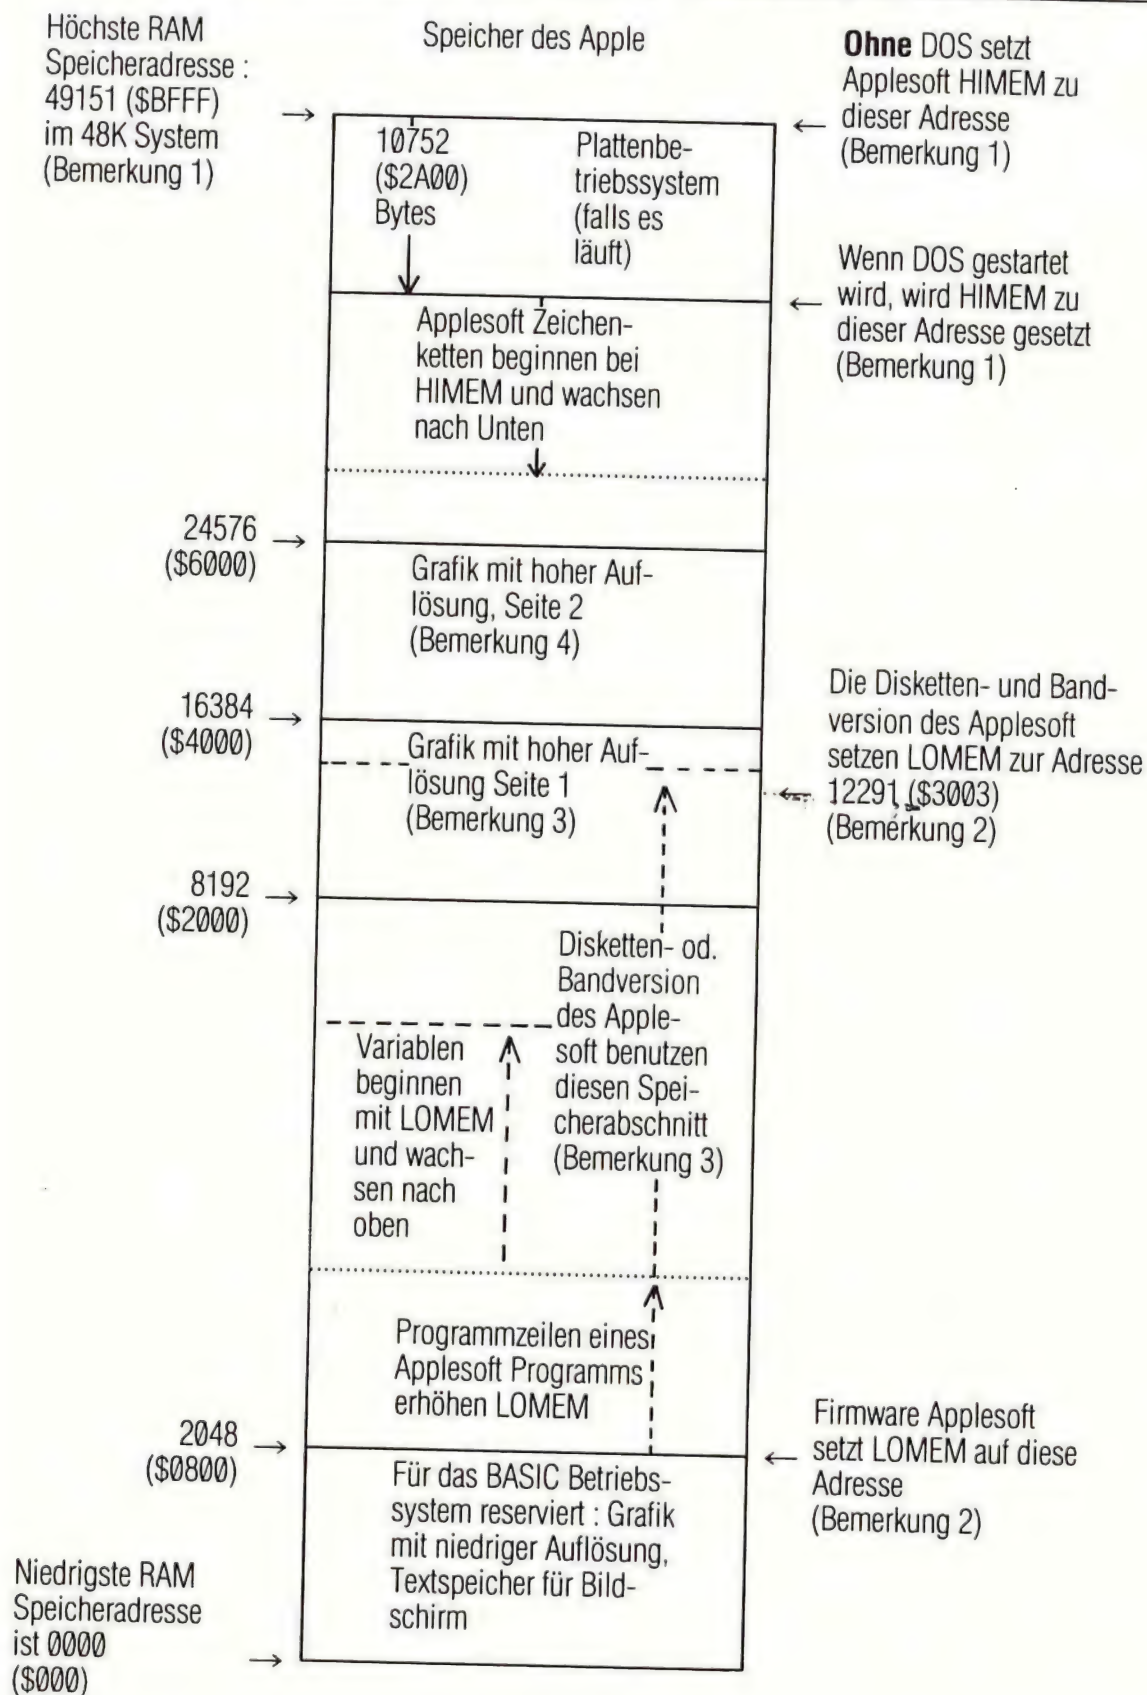 Höchste RAM
Speicheradresse :
49151 ($BFFF)
im 48K System
(Bemerkung 1)
Speicher des Apple
Ohne DOS setzt
Applesoft HIMEM zu
dieser Adresse
(Bemerkung 1)
10752
($2A00)
Bytes
Plattenbe-
triebssystem
(falls es
läuft)
Wenn DOS gestartet
wird, wird HIMEM zu
dieser Adresse gesetzt
(Bemerkung 1)
Applesoft Zeichen-
ketten beginnen bei
HIMEM und wachsen
nach Unten
24576
($6000)
Grafik mit hoher Auf-
lösung, Seite 2
(Bemerkung 4)
16384
($4000)
Grafik mit hoher Auf-
lösung Seite 1
(Bemerkung 3)
Die Disketten- und Band-
version des Applesoft
setzen LOMEM zur Adresse
12291 ($3003)
(Bemerkung 2)
8192
($2000)
Disketten- od.
Bandversion
des Apple-
soft benutzen
diesen Spei-
cherabschnitt
(Bemerkung 3)
Variablen
beginnen
mit LOMEM
und wach-
sen nach
oben
Programmzeilen eines
Applesoft Programms
erhöhen LOMEM
2048
($0800)
Firmware Applesoft
setzt LOMEM auf diese
Adresse
(Bemerkung 2)
Für das BASIC Betriebs-
system reserviert : Grafik
mit niedriger Auflösung,
Textspeicher für Bild-
schirm
Niedrigste RAM
Speicheradresse
ist 0000
($000)